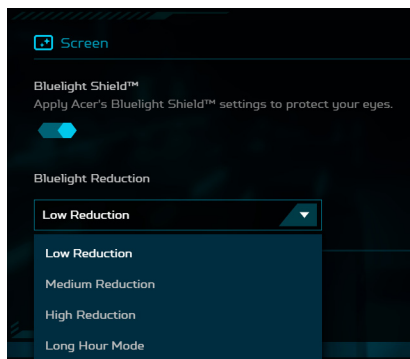 Screen
Bluelight Shield™
Apply Acer's Bluelight Shield™ settings to protect your eyes.
Bluelight Reduction
Low Reduction
Low Reduction
Medium Reduction
High Reduction
Long Hour Mode